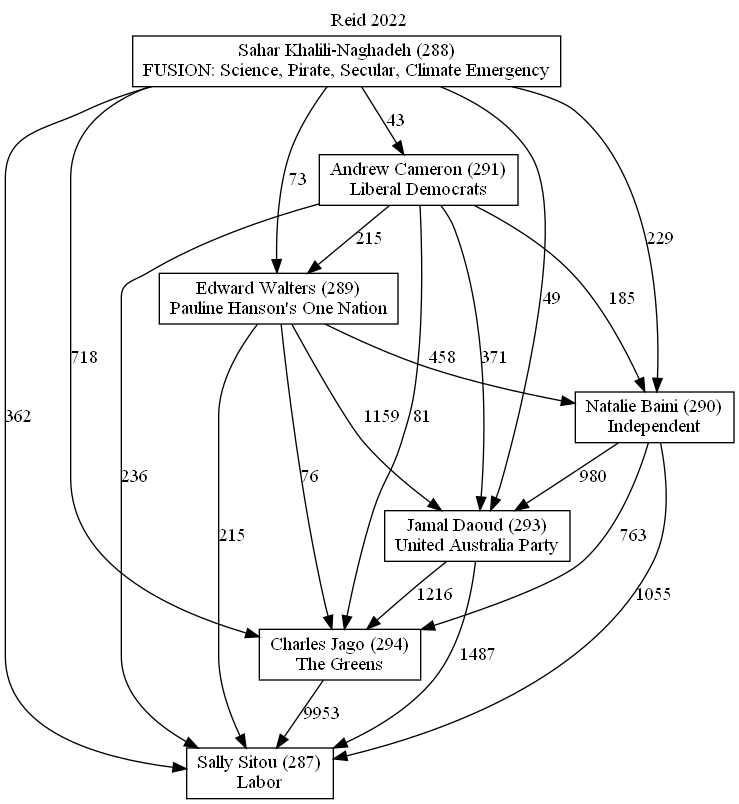 Reid 2022
Sahar Khalili-Naghadeh (288)
FUSION: Science, Pirate, Secular, Climate Emergency
43
Andrew Cameron (291)
Liberal Democrats
73
215
229
Edward Walters (289)
Pauline Hanson's One Nation
49
185
718
458
371
362
1159
81
Natalie Baini (290)
Independent
236
76
980
215
Jamal Daoud (293)
United Australia Party
763
1216
1055
Charles Jago (294)
The Greens
1487
9953
Sally Sitou (287)
Labor